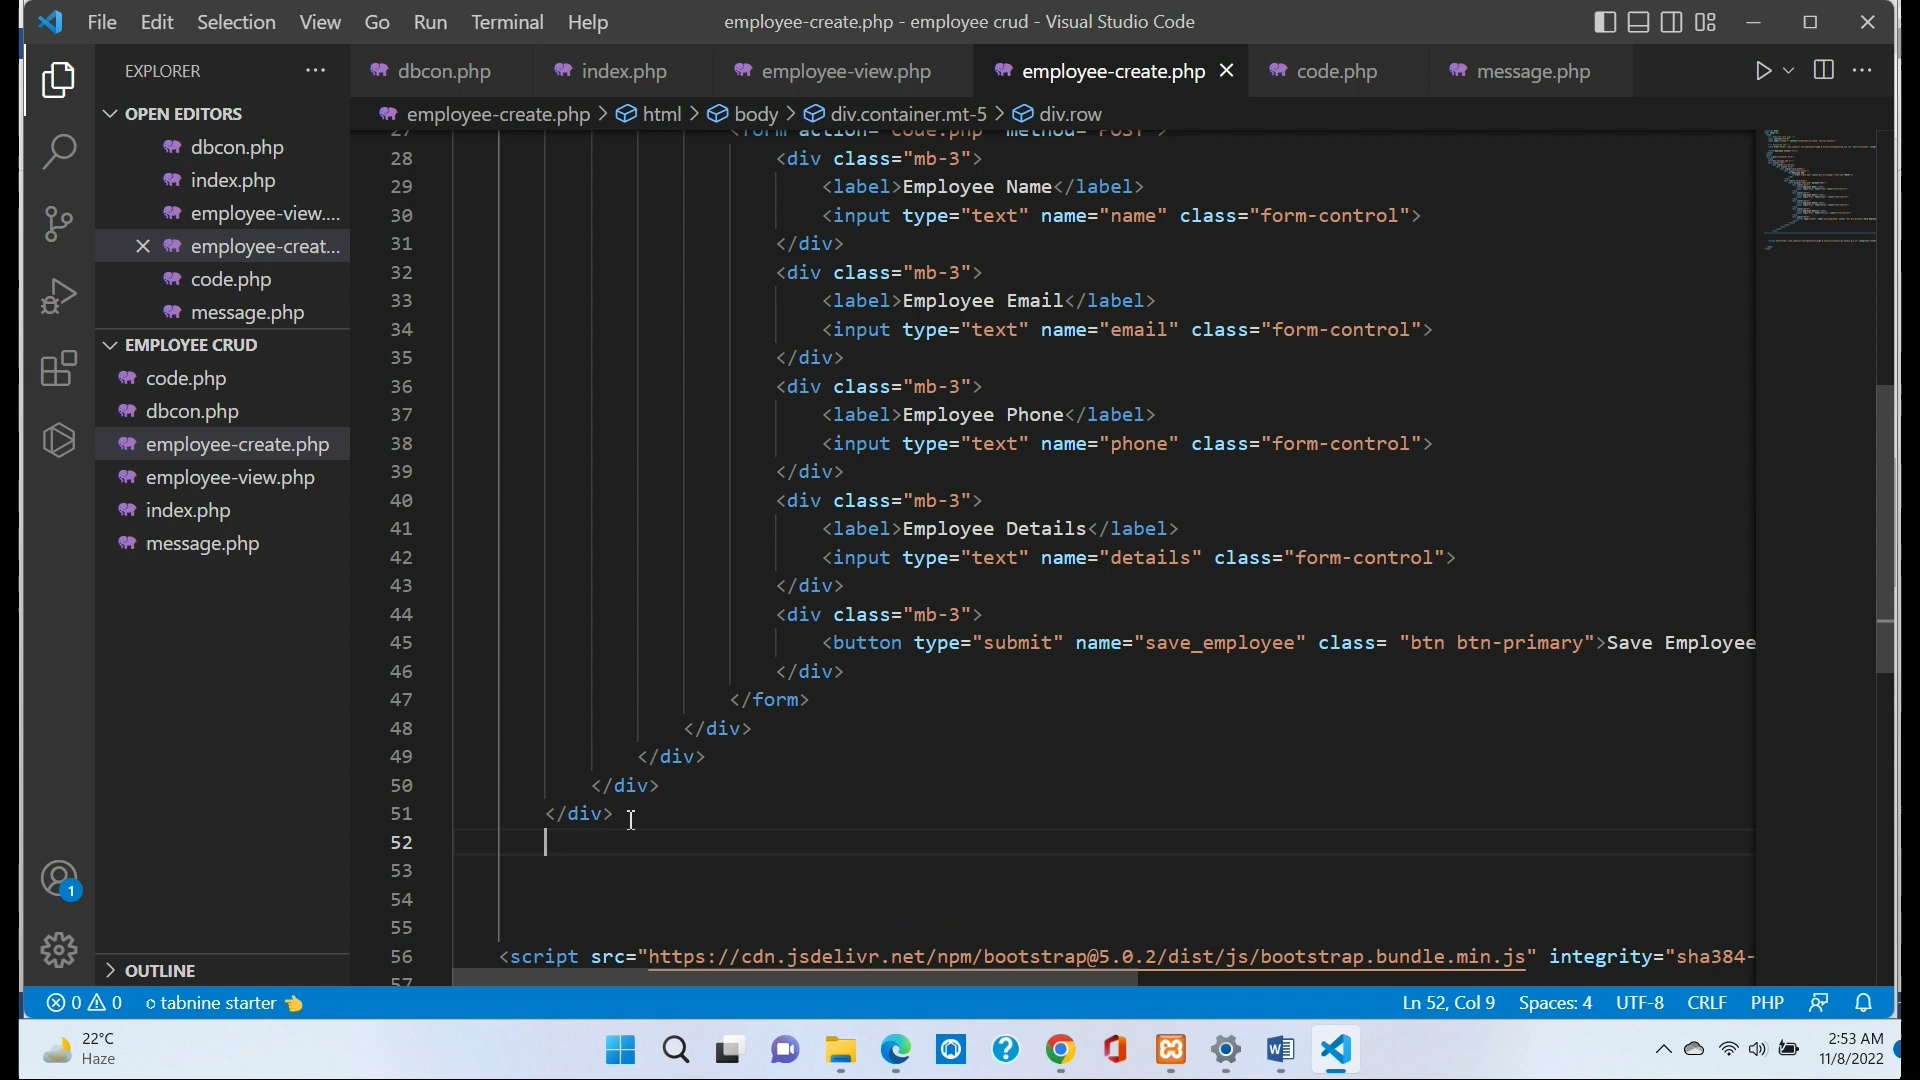 File Edit Selection View Go Run Terminal Help employee-create.php - employee crud - Visual Studio Code
EXPLORER
dbcon.php index.php employee-view.php employee-create.php code.php message.php
employee-create.php > html > body > div.container.mt-5 > div.row
OPEN EDITORS
dbcon.php
index.php
employee-view....
employee-creat...
code.php
message.php
EMPLOYEE CRUD
code.php
dbcon.php
employee-create.php
employee-view.php
index.php
message.php
OUTLINE
27 <form action="code.php" method="POST">
28 <div class="mb-3">
29 <label>Employee Name</label>
30 <input type="text" name="name" class="form-control">
31 </div>
32 <div class="mb-3">
33 <label>Employee Email</label>
34 <input type="text" name="email" class="form-control">
35 </div>
36 <div class="mb-3">
37 <label>Employee Phone</label>
38 <input type="text" name="phone" class="form-control">
39 </div>
40 <div class="mb-3">
41 <label>Employee Details</label>
42 <input type="text" name="details" class="form-control">
43 </div>
44 <div class="mb-3">
45 <button type="submit" name="save_employee" class= "btn btn-primary">Save Employee
46 </div>
47 </form>
48 </div>
49 </div>
50 </div>
51 </div>
52
53
54
55
56 <script src="https://cdn.jsdelivr.net/npm/bootstrap@5.0.2/dist/js/bootstrap.bundle.min.js" integrity="sha384-
57
1
0 0 tabnine starter Ln 52, Col 9 Spaces: 4 UTF-8 CRLF PHP
22°C
Haze
2:53 AM
11/8/2022